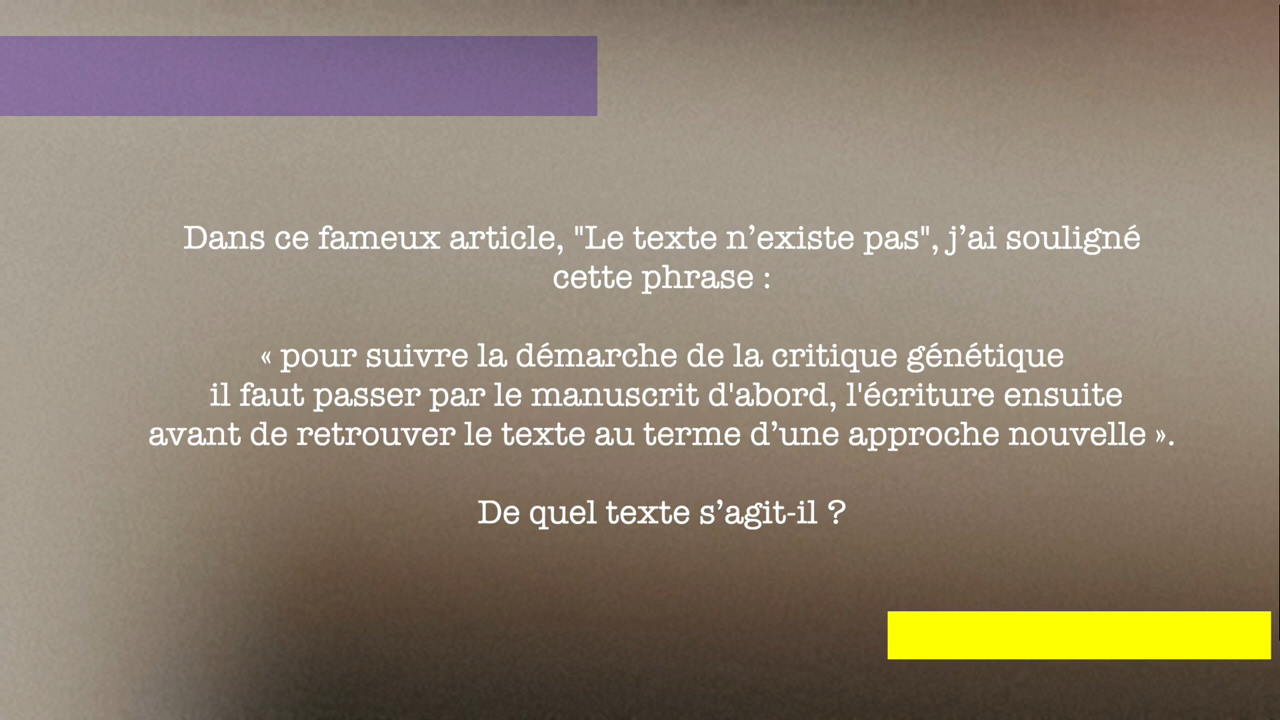 Dans ce fameux article, "Le texte n’existe pas", j’ai souligné
cette phrase :
« pour suivre la démarche de la critique génétique
il faut passer par le manuscrit d'abord, l'écriture ensuite
avant de retrouver le texte au terme d’une approche nouvelle ».
De quel texte s’agit-il ?